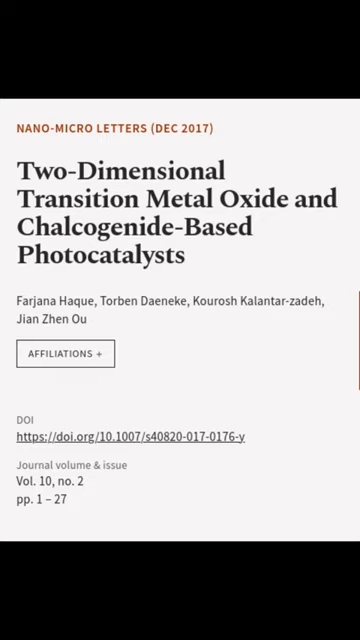 NANO-MICRO LETTERS (DEC 2017)
Two-Dimensional
Transition Metal Oxide and
Chalcogenide-Based
Photocatalysts
Farjana Haque, Torben Daeneke, Kourosh Kalantar-zadeh,
Jian Zhen Ou
AFFILIATIONS +
DOI
https://doi.org/10.1007/s40820-017-0176-y
Journal volume & issue
Vol. 10, no. 2
pp. 1 – 27